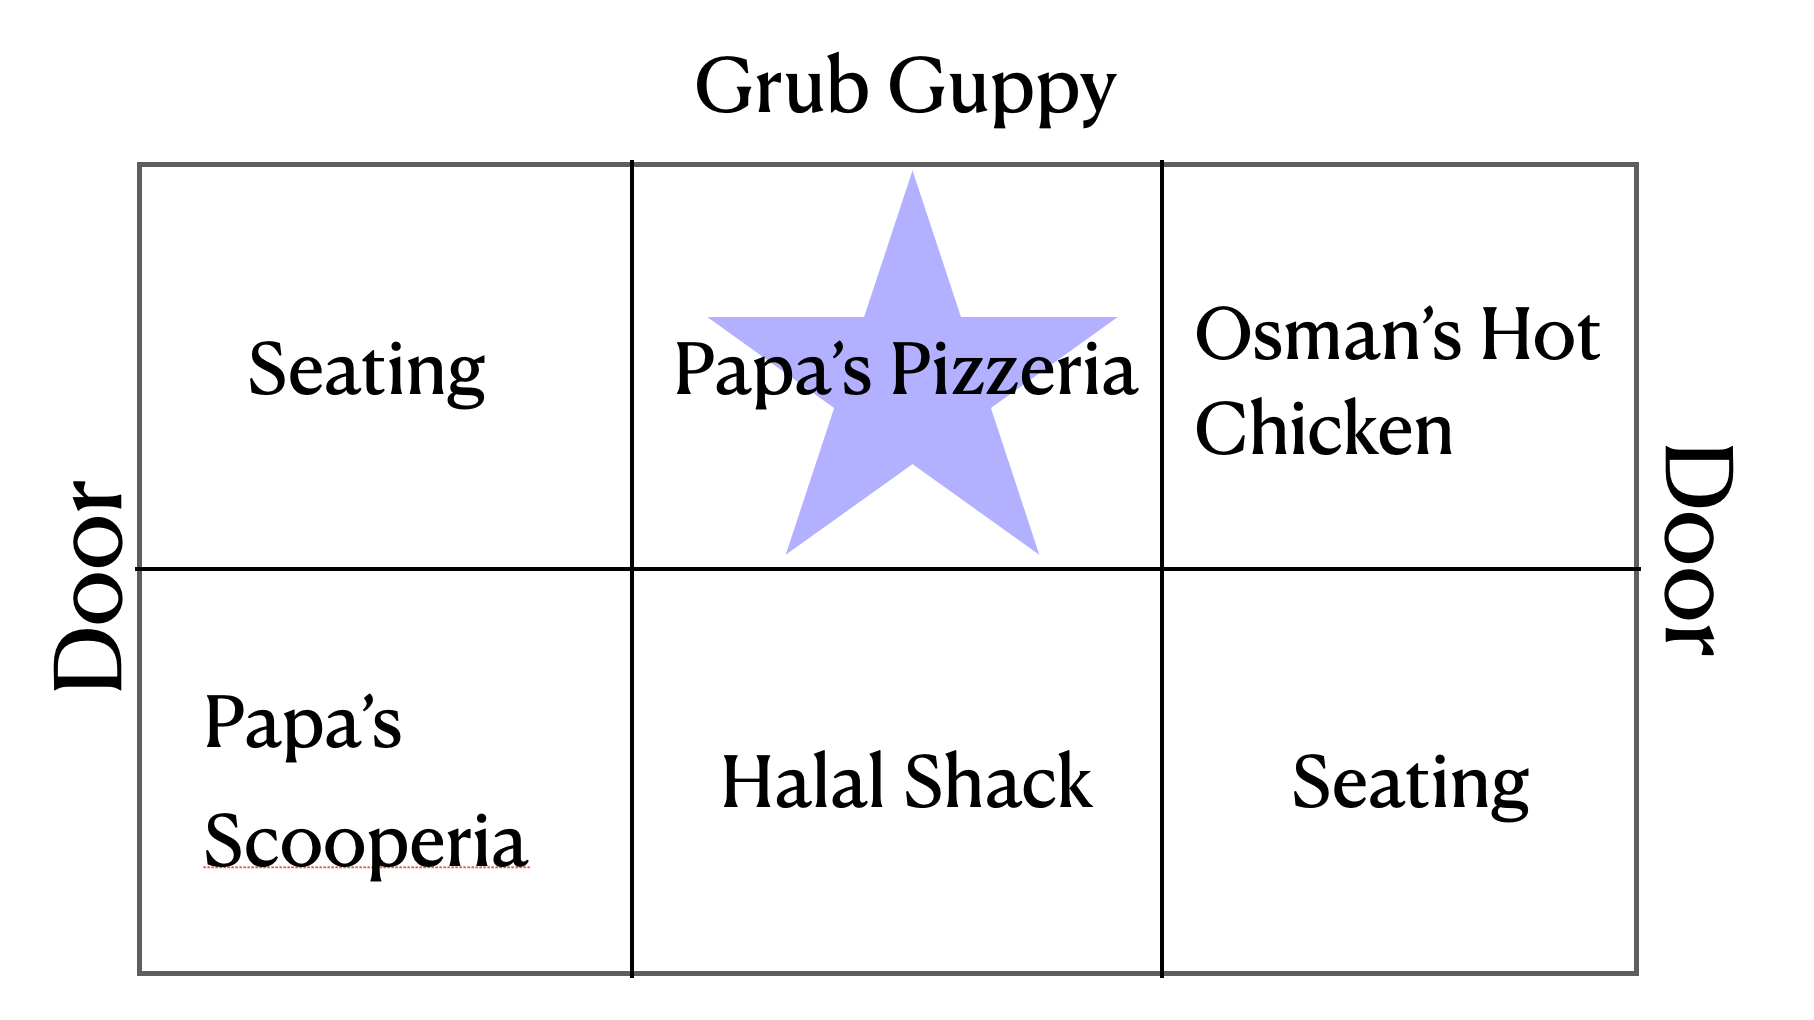 Grub Guppy
Seating
Papa’s Pizzeria
Osman’s Hot
Chicken
Door
Door
Papa’s
Scooperia
Halal Shack
Seating